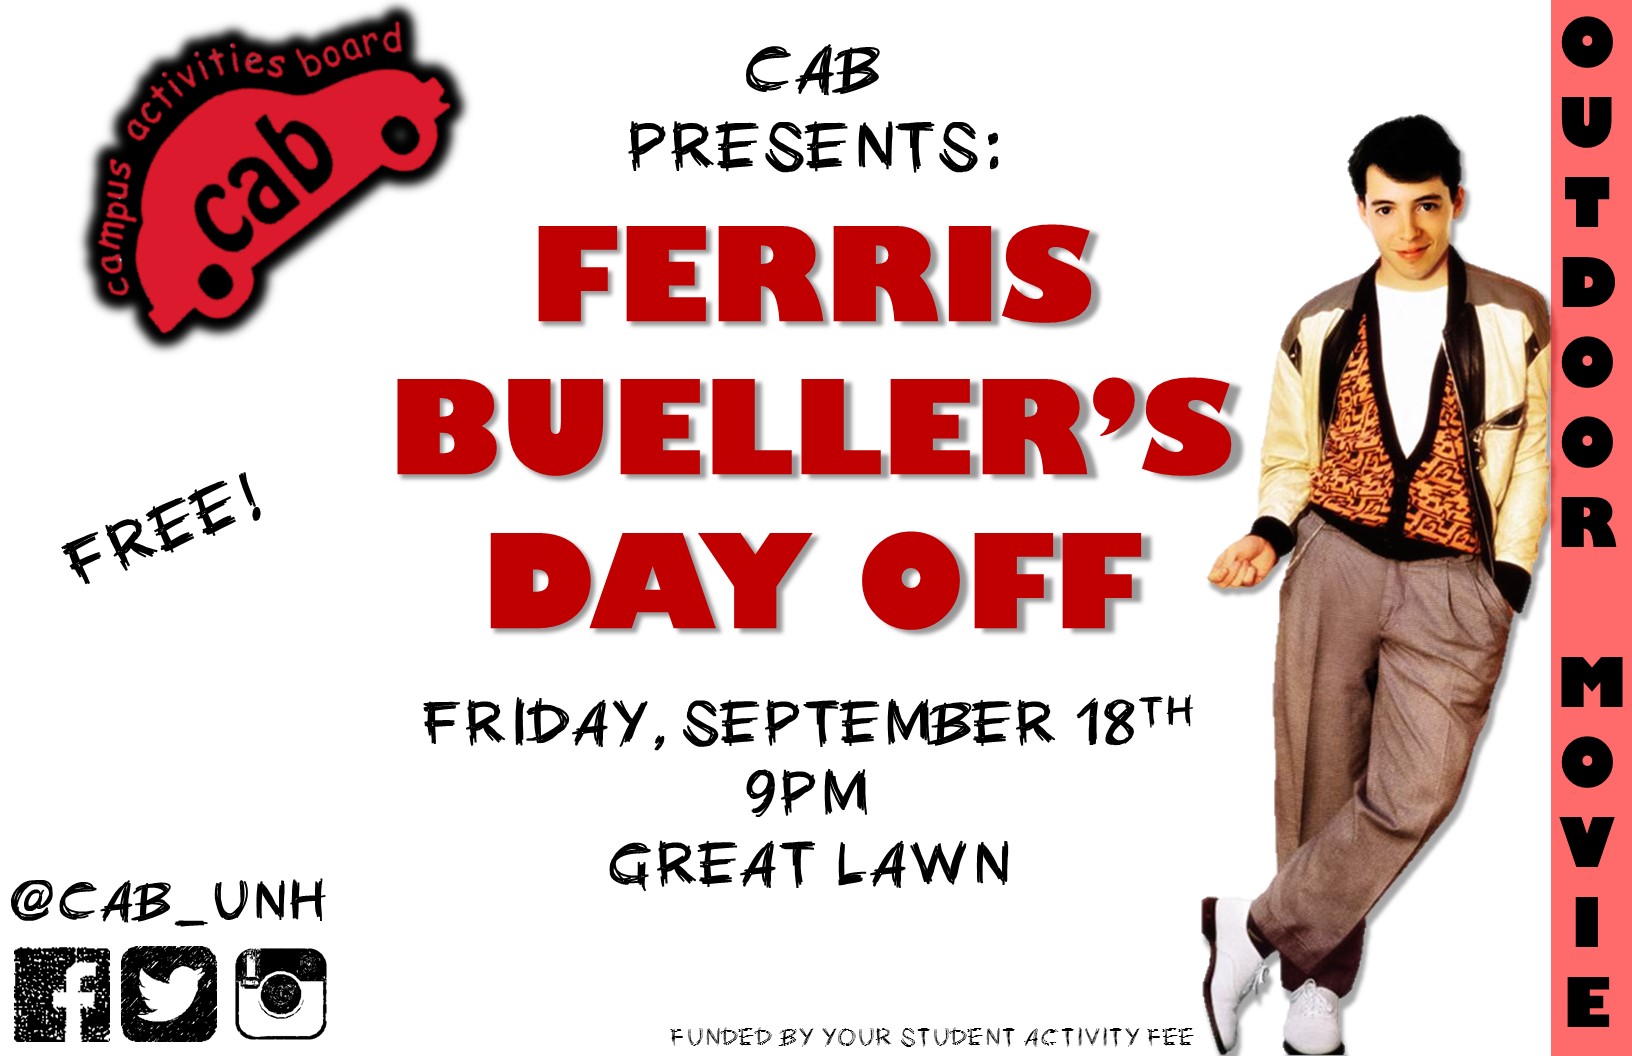 campus activities board
cab
CAB
PRESENTS:
FERRIS
BUELLER'S
DAY OFF
FREE!
FRIDAY, SEPTEMBER 18TH
9PM
GREAT LAWN
@CAB_UNH
FUNDED BY YOUR STUDENT ACTIVITY FEE
OUTDOOR MOVIE